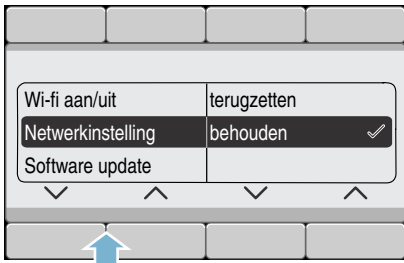 Wi-fi aan/uit terugzetten
Netwerkinstelling behouden
Software update